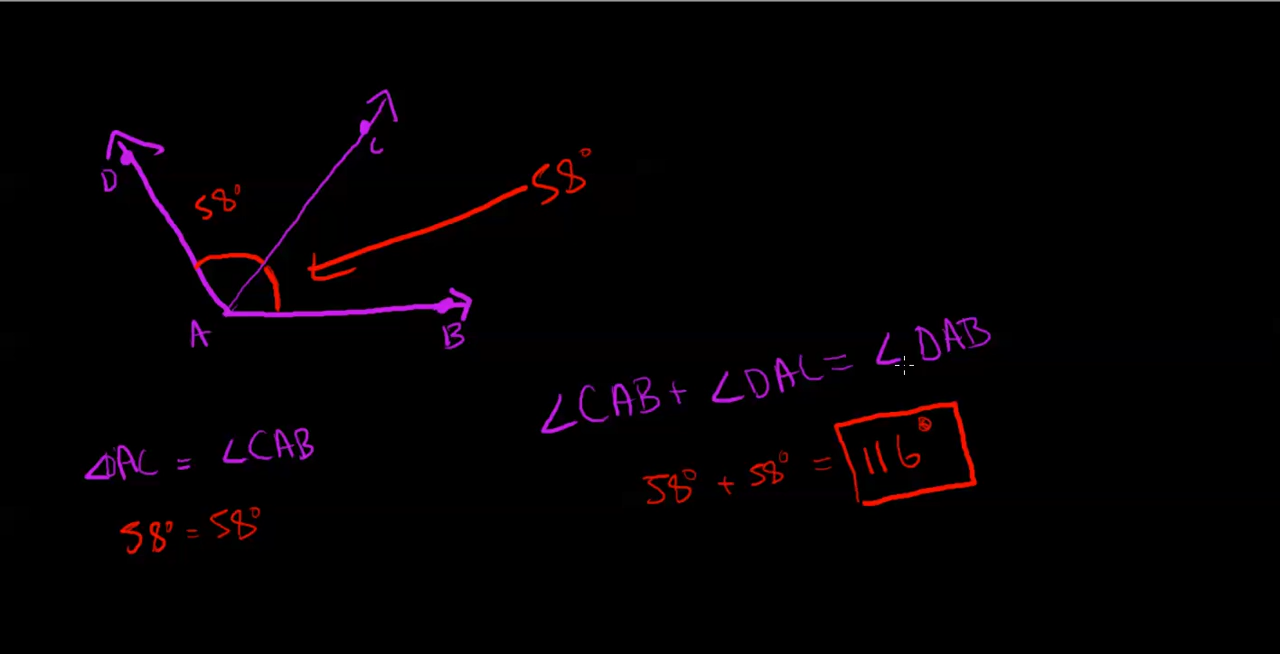 C
58°
D
58°
A
B
∠CAB + ∠DAC = ∠DAB
∠DAC = ∠CAB
58° + 58° = 116°
58° = 58°